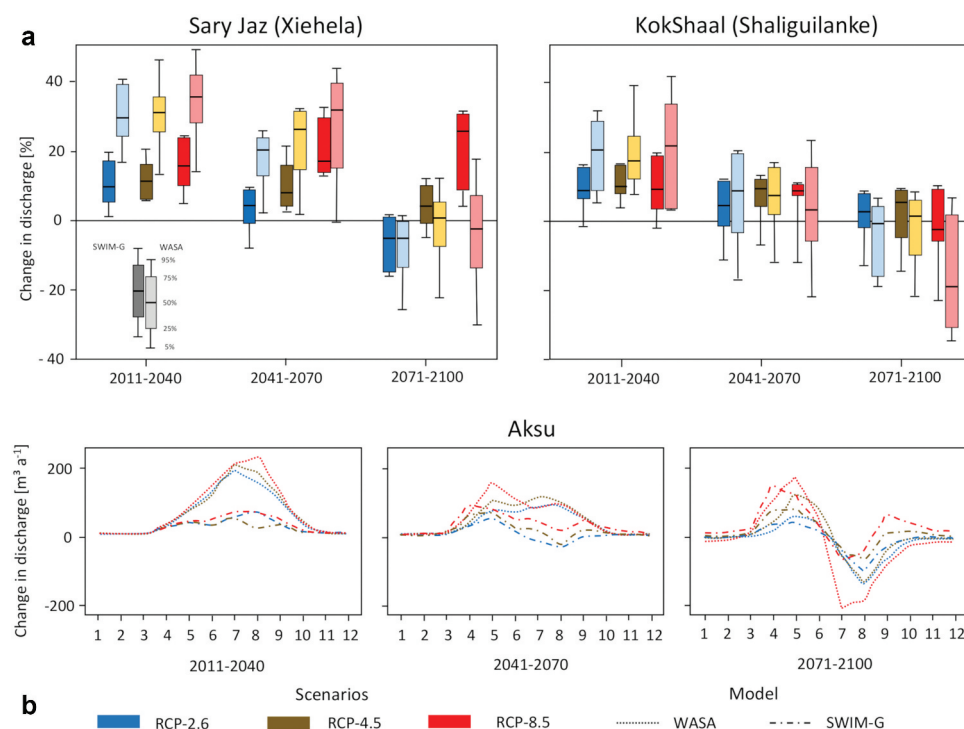 a
Sary Jaz (Xiehela)
KokShaal (Shaliguilanke)
Change in discharge [%]
40
20
0
- 20
- 40
SWIM-G
WASA
95%
75%
50%
25%
5%
2011-2040
2041-2070
2071-2100
2011-2040
2041-2070
2071-2100
Aksu
Change in discharge [m³ a⁻¹]
200
0
-200
1 2 3 4 5 6 7 8 9 10 11 12
1 2 3 4 5 6 7 8 9 10 11 12
1 2 3 4 5 6 7 8 9 10 11 12
2011-2040
2041-2070
2071-2100
b
Scenarios
Model
RCP-2.6
RCP-4.5
RCP-8.5
WASA
SWIM-G